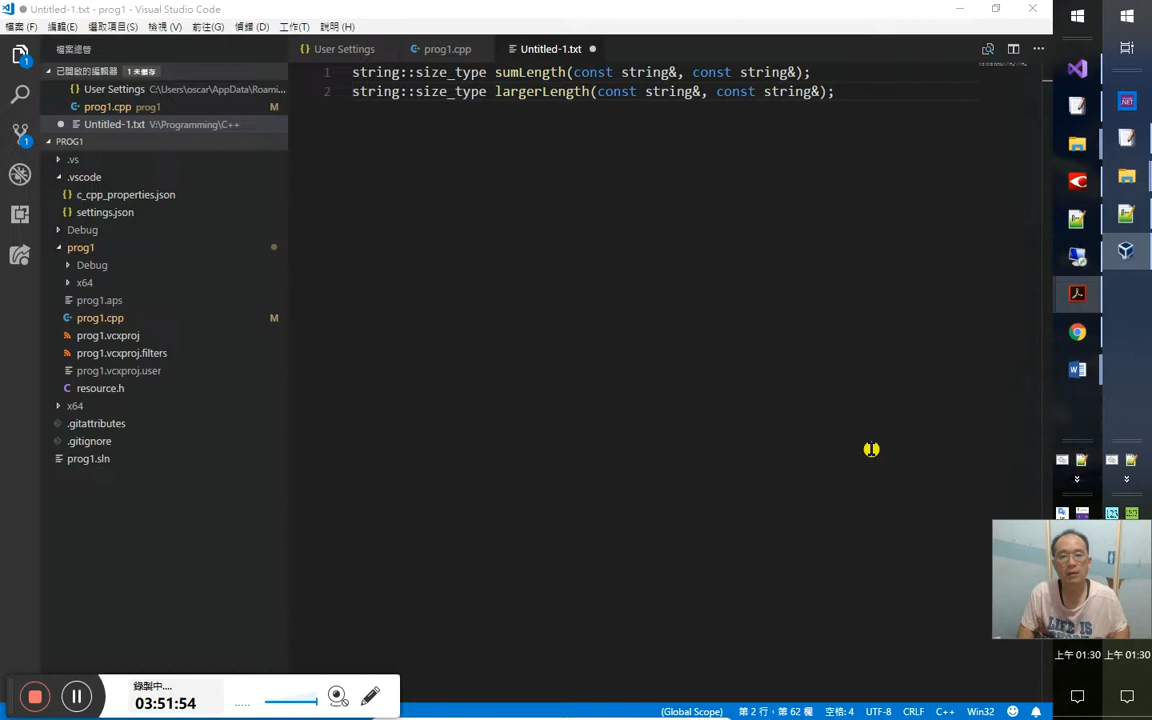 Untitled-1.txt - prog1 - Visual Studio Code
檔案 (F) 編輯(E) 選取項目(S) 檢視 (V) 前往(G) 偵錯 (D) 工作(T) 說明 (H)
檔案總管
User Settings
prog1.cpp
Untitled-1.txt
已開啟的編輯器 1 未儲存
User Settings C:\Users\oscar\AppData\Roami...
prog1.cpp prog1 M
Untitled-1.txt V:\Programming\C++
PROG1
.vs
.vscode
c_cpp_properties.json
settings.json
Debug
prog1
Debug
x64
prog1.aps
prog1.cpp M
prog1.vcxproj
prog1.vcxproj.filters
prog1.vcxproj.user
resource.h
x64
.gitattributes
.gitignore
prog1.sln
1 string::size_type sumLength(const string&, const string&);
2 string::size_type largerLength(const string&, const string&);
1
1
LIFE IS
上午 01:30 上午 01:30
錄製中....
03:51:54
(Global Scope) 第 2 行，第 62 欄 空格: 4 UTF-8 CRLF C++ Win32